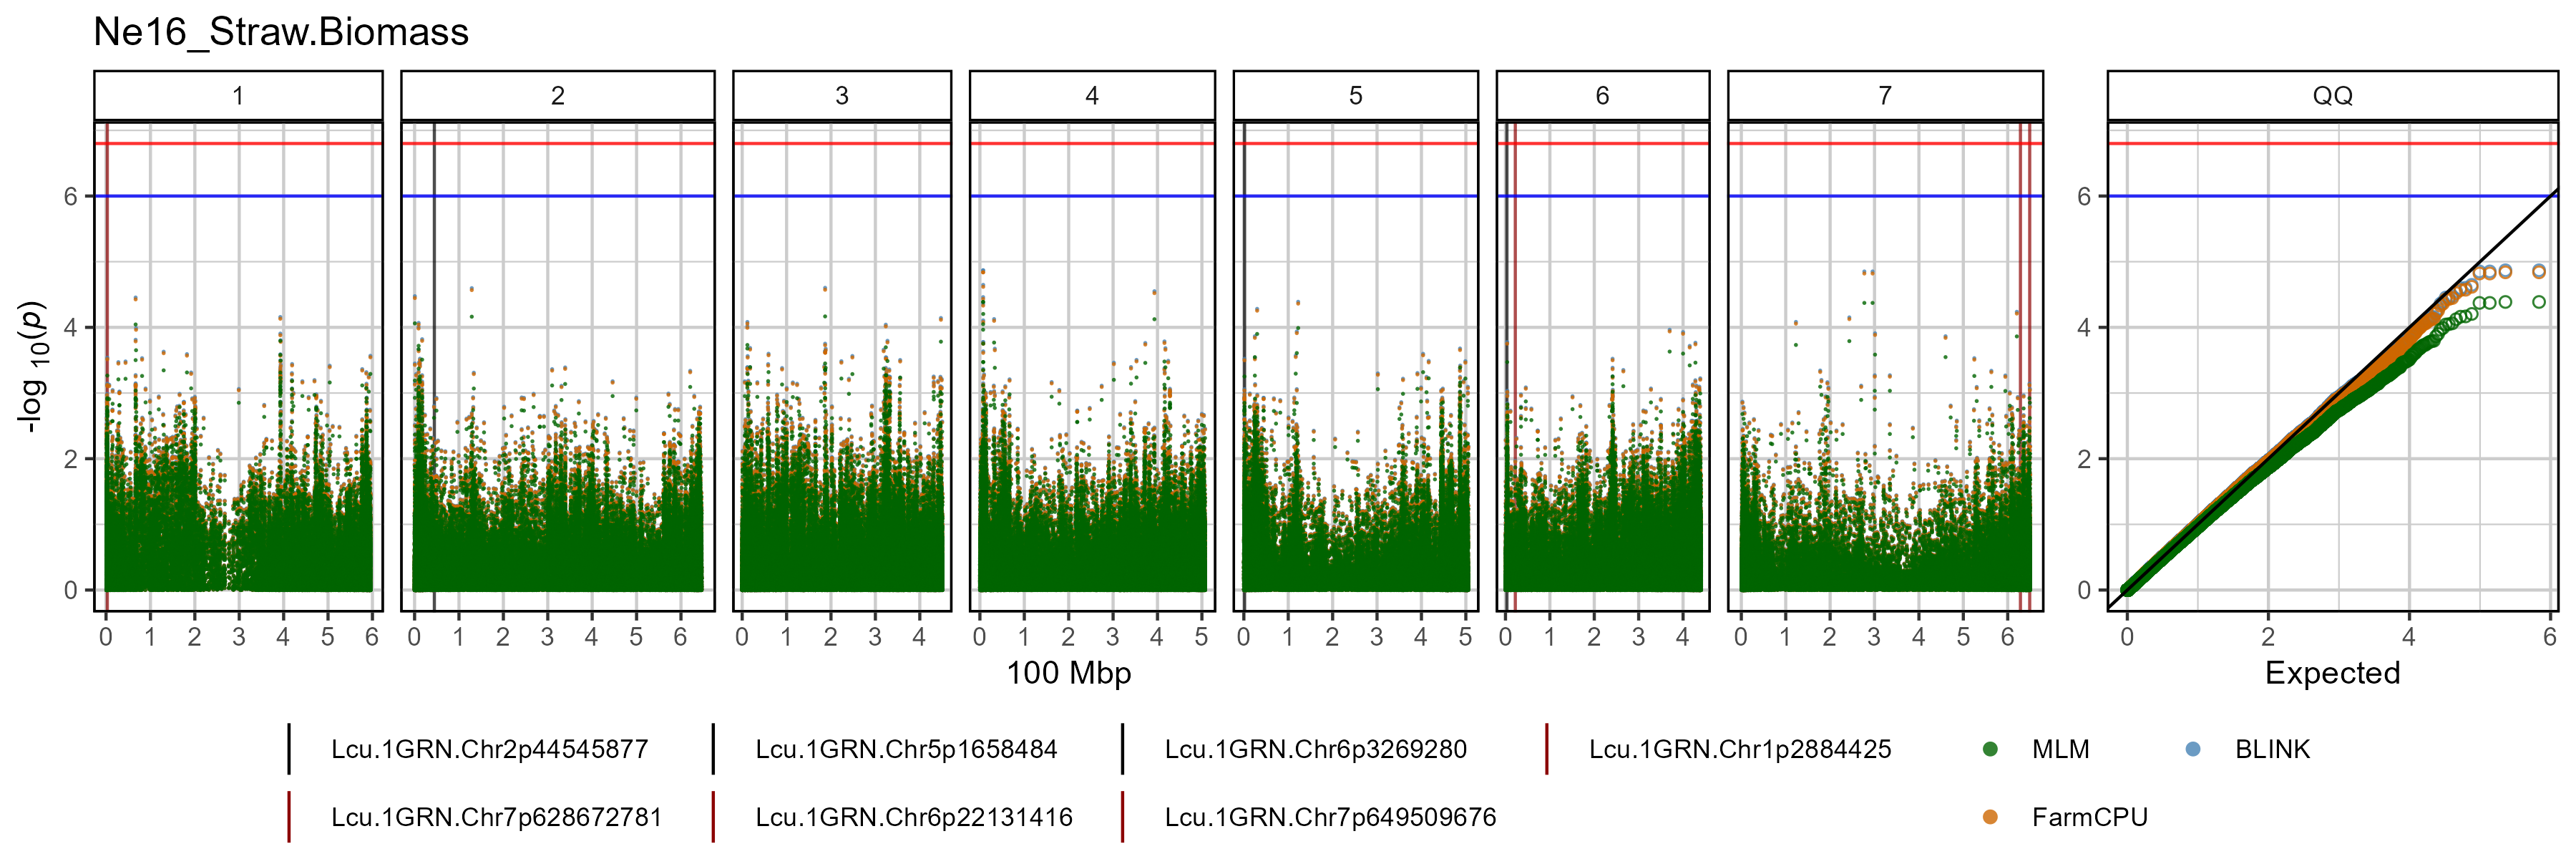 Ne16_Straw.Biomass
1 2 3 4 5 6 7 QQ
-log 10(p)
6 6
4 4
2 2
0 0
0 1 2 3 4 5 6 0 1 2 3 4 5 6 0 1 2 3 4 0 1 2 3 4 5 0 1 2 3 4 5 0 1 2 3 4 0 1 2 3 4 5 6 0 2 4 6
100 Mbp Expected
Lcu.1GRN.Chr2p44545877 Lcu.1GRN.Chr5p1658484 Lcu.1GRN.Chr6p3269280 Lcu.1GRN.Chr1p2884425 MLM BLINK
Lcu.1GRN.Chr7p628672781 Lcu.1GRN.Chr6p22131416 Lcu.1GRN.Chr7p649509676 FarmCPU